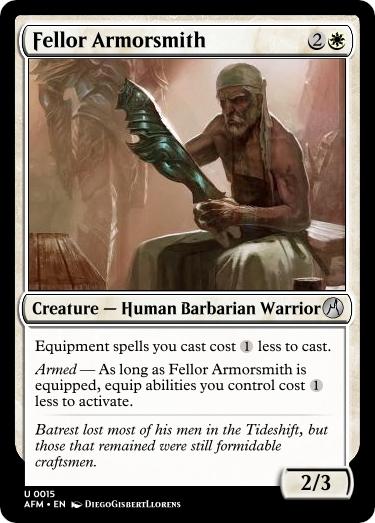 Fellor Armorsmith 2
Creature — Human Barbarian Warrior
Equipment spells you cast cost 1 less to cast.
Armed — As long as Fellor Armorsmith is
equipped, equip abilities you control cost 1
less to activate.
Batrest lost most of his men in the Tideshift, but
those that remained were still formidable
craftsmen.
2/3
U 0015
AFM • EN DiegoGisbertLlorens